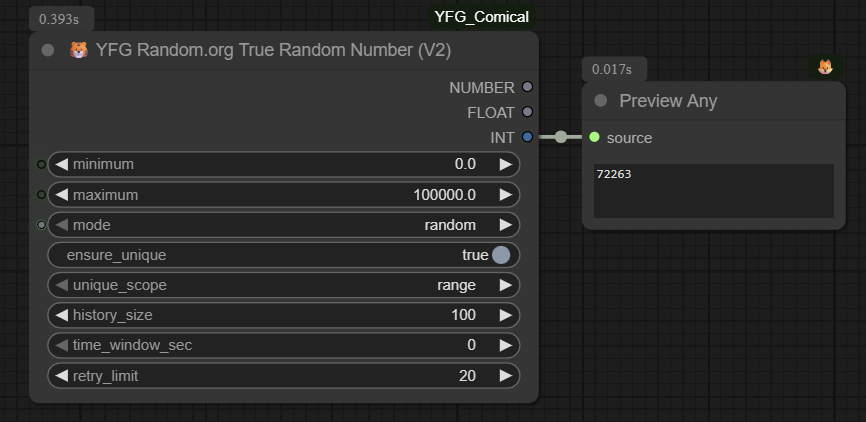 0.393s
YFG_Comical
YFG Random.org True Random Number (V2)
NUMBER
FLOAT
INT
minimum 0.0
maximum 100000.0
mode random
ensure_unique true
unique_scope range
history_size 100
time_window_sec 0
retry_limit 20
0.017s
Preview Any
source
72263